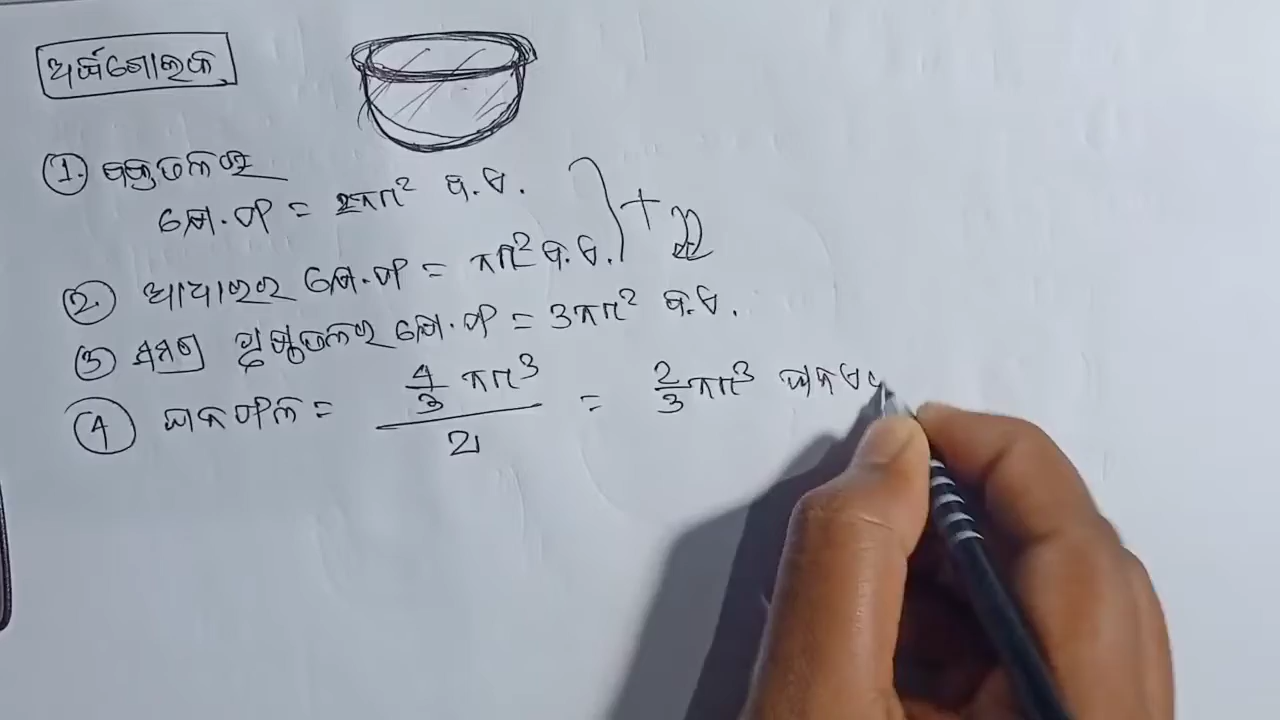 ଅର୍ଦ୍ଧଗୋଲକ
1. ବକ୍ରତଳର
କ୍ଷେ.ଫ = 2πr² ବ.ଏ.
2. ଆଧାରର କ୍ଷେ.ଫ = πr² ବ.ଏ.
3 ସମଗ୍ର ପୃଷ୍ଠତଳର କ୍ଷେ.ଫ = 3πr² ବ.ଏ.
4 ଘନଫଳ = 4/3 πr³ / 2 = 2/3 πr³ ଘନଏ